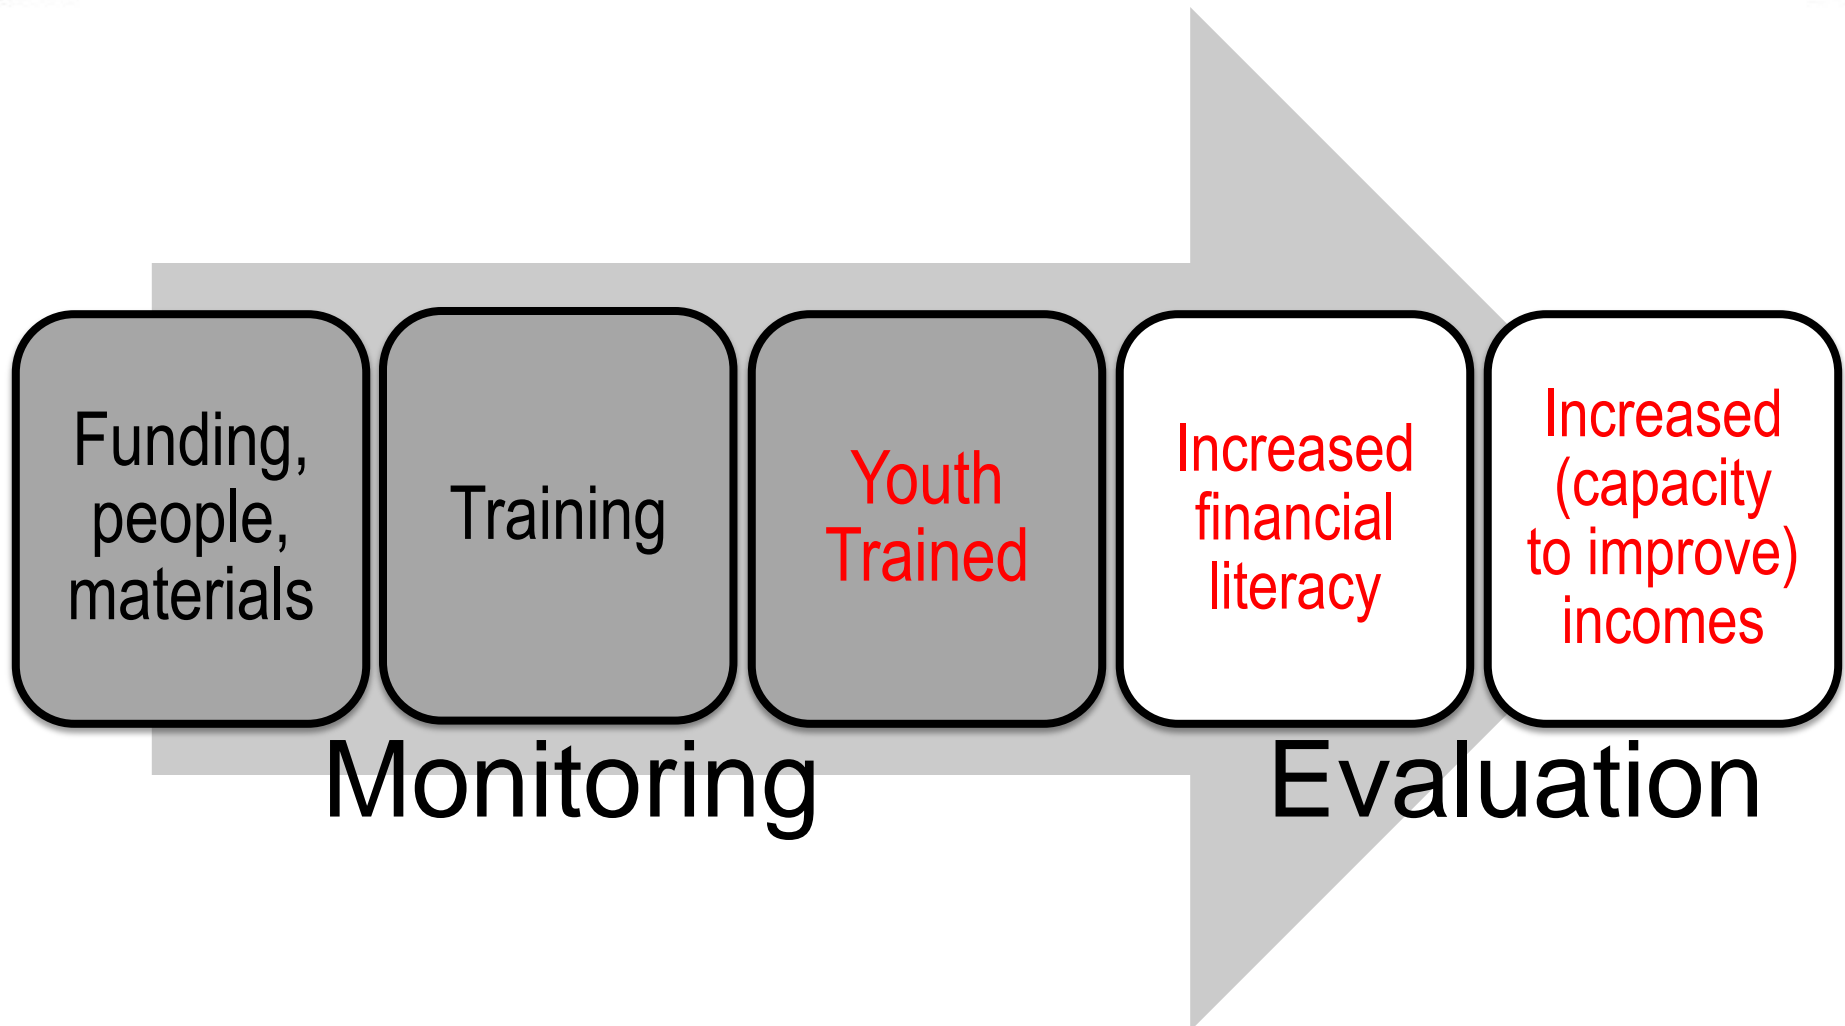 Funding,
people,
materials
Training
Youth
Trained
Increased
financial
literacy
Increased
(capacity
to improve)
incomes
Monitoring
Evaluation